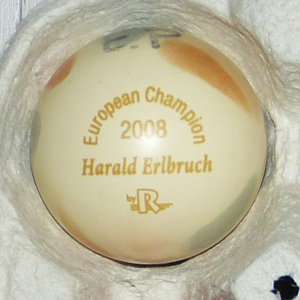 European Champion
2008
Harald Erlbruch
by R